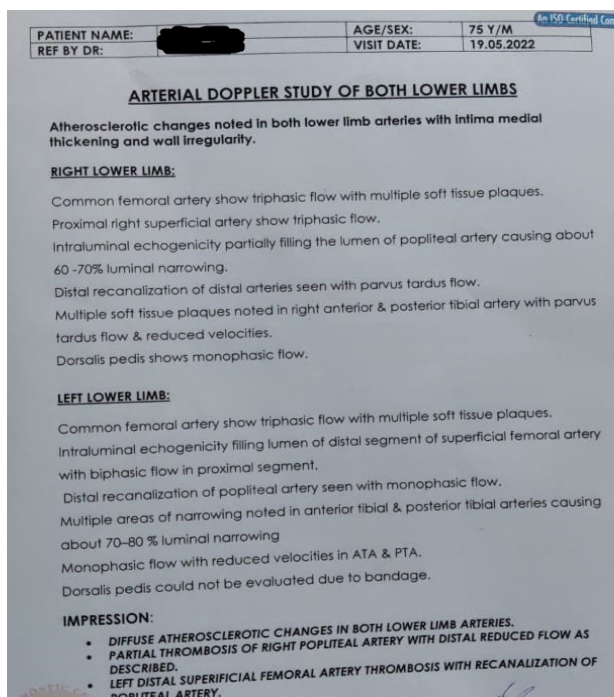 An ISO Certified Com
PATIENT NAME: AGE/SEX: 75 Y/M
REF BY DR: VISIT DATE: 19.05.2022
ARTERIAL DOPPLER STUDY OF BOTH LOWER LIMBS
Atherosclerotic changes noted in both lower limb arteries with intima medial
thickening and wall irregularity.
RIGHT LOWER LIMB:
Common femoral artery show triphasic flow with multiple soft tissue plaques.
Proximal right superficial artery show triphasic flow.
Intraluminal echogenicity partially filling the lumen of popliteal artery causing about
60 -70% luminal narrowing.
Distal recanalization of distal arteries seen with parvus tardus flow.
Multiple soft tissue plaques noted in right anterior & posterior tibial artery with parvus
tardus flow & reduced velocities.
Dorsalis pedis shows monophasic flow.
LEFT LOWER LIMB:
Common femoral artery show triphasic flow with multiple soft tissue plaques.
Intraluminal echogenicity filling lumen of distal segment of superficial femoral artery
with biphasic flow in proximal segment.
Distal recanalization of popliteal artery seen with monophasic flow.
Multiple areas of narrowing noted in anterior tibial & posterior tibial arteries causing
about 70–80 % luminal narrowing
Monophasic flow with reduced velocities in ATA & PTA.
Dorsalis pedis could not be evaluated due to bandage.
IMPRESSION:
• DIFFUSE ATHEROSCLEROTIC CHANGES IN BOTH LOWER LIMB ARTERIES.
• PARTIAL THROMBOSIS OF RIGHT POPLITEAL ARTERY WITH DISTAL REDUCED FLOW AS
DESCRIBED.
• LEFT DISTAL SUPERIFICIAL FEMORAL ARTERY THROMBOSIS WITH RECANALIZATION OF
POPLITEAL ARTERY.